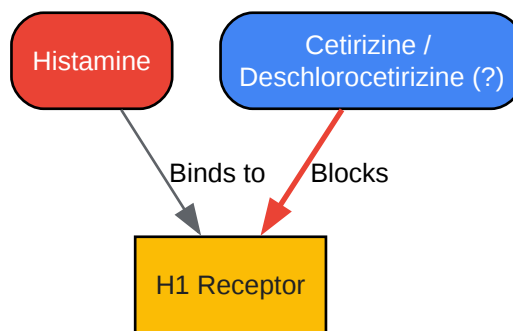 Histamine
Cetirizine /
Deschlorocetirizine (?)
Binds to
Blocks
H1 Receptor